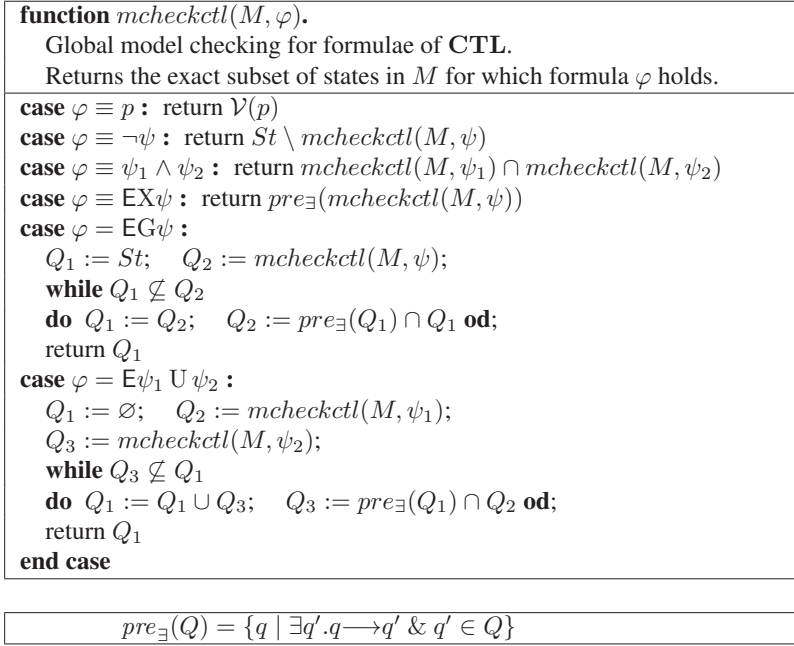 function mcheckctl(M, φ).
Global model checking for formulae of CTL.
Returns the exact subset of states in M for which formula φ holds.
case φ ≡ p : return 𝒱(p)
case φ ≡ ¬ψ : return St \ mcheckctl(M, ψ)
case φ ≡ ψ₁ ∧ ψ₂ : return mcheckctl(M, ψ₁) ∩ mcheckctl(M, ψ₂)
case φ ≡ EXψ : return pre∃(mcheckctl(M, ψ))
case φ = EGψ :
Q₁ := St; Q₂ := mcheckctl(M, ψ);
while Q₁ ⊈ Q₂
do Q₁ := Q₂; Q₂ := pre∃(Q₁) ∩ Q₁ od;
return Q₁
case φ = Eψ₁ U ψ₂ :
Q₁ := ∅; Q₂ := mcheckctl(M, ψ₁);
Q₃ := mcheckctl(M, ψ₂);
while Q₃ ⊈ Q₁
do Q₁ := Q₁ ∪ Q₃; Q₃ := pre∃(Q₁) ∩ Q₂ od;
return Q₁
end case
pre∃(Q) = {q | ∃q′.q⟶q′ & q′ ∈ Q}